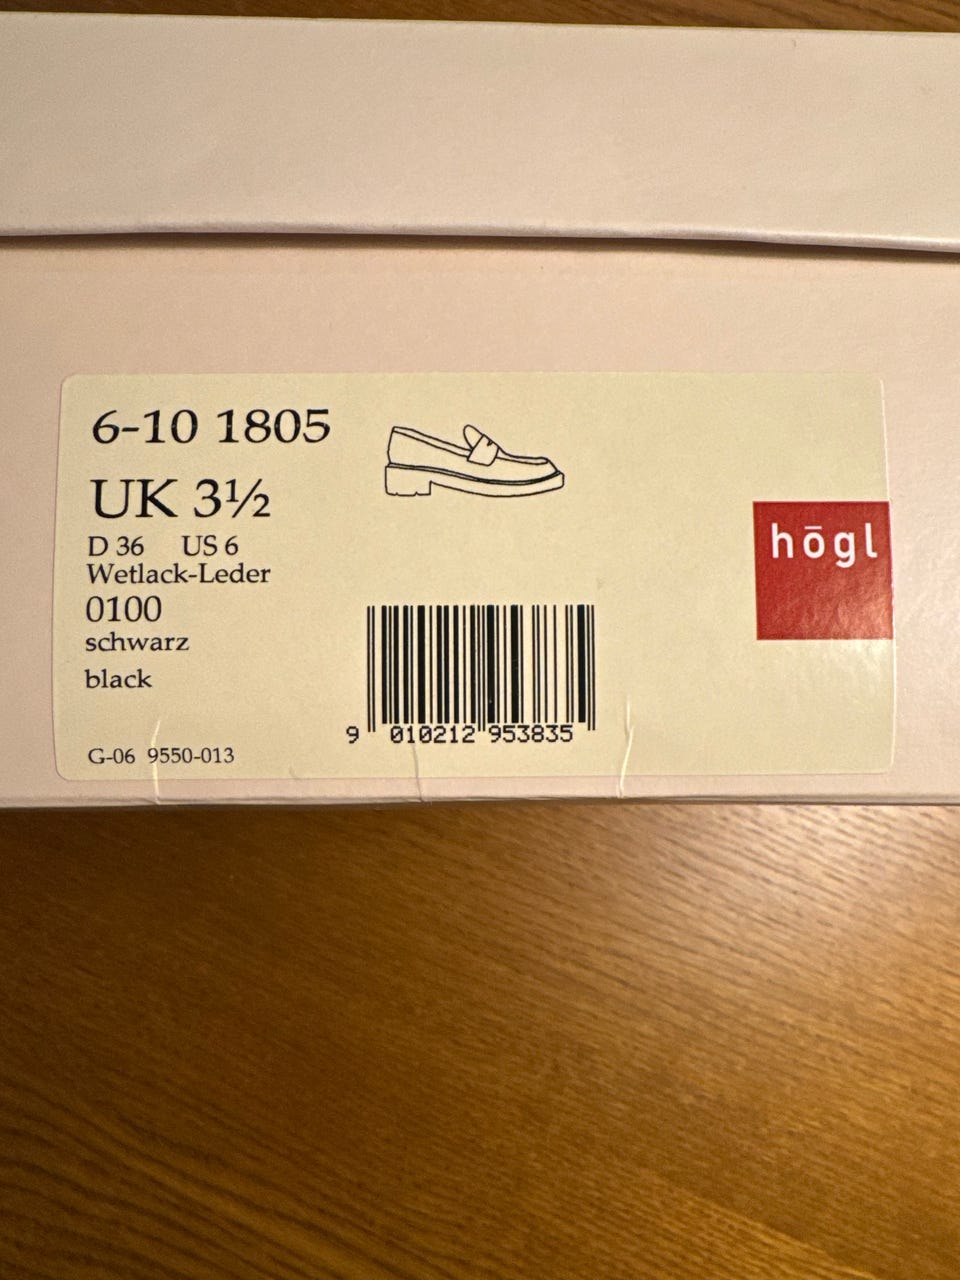 6-10 1805
UK 3½
D 36 US 6
Wetlack-Leder
0100
schwarz
black
G-06 9550-013
9 010212 953835
högl